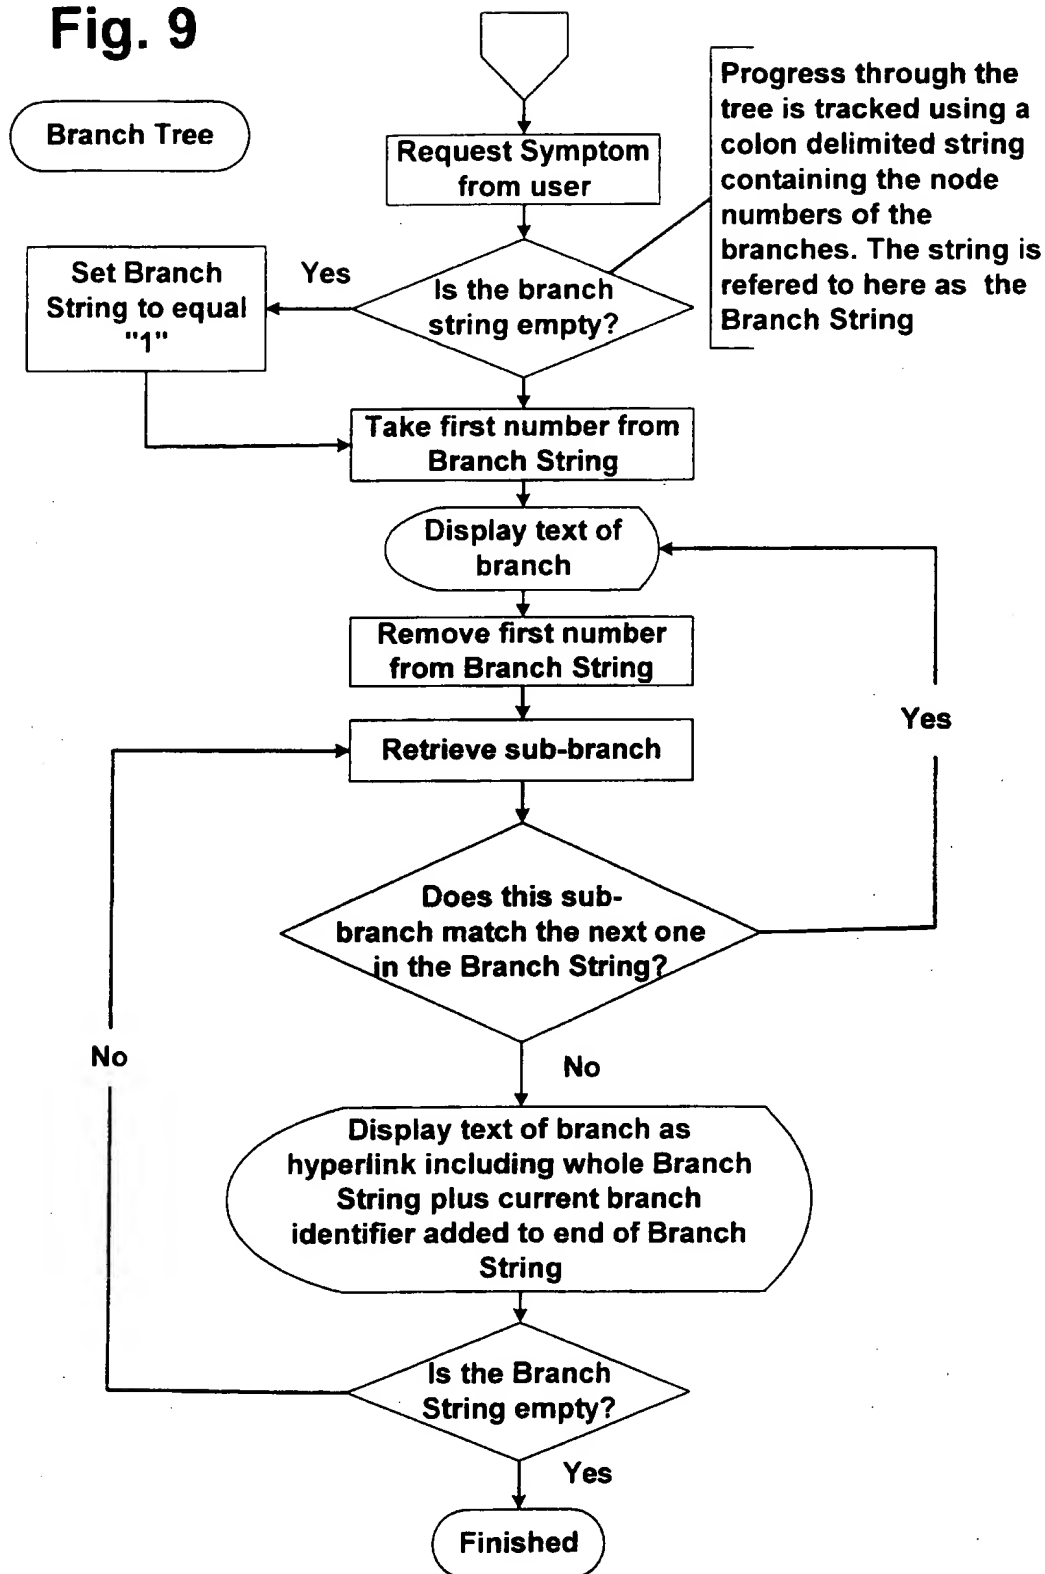 Fig. 9
Branch Tree
Progress through the
tree is tracked using a
colon delimited string
containing the node
numbers of the
branches. The string is
refered to here as the
Branch String
Request Symptom
from user
Is the branch
string empty?
Yes
Set Branch
String to equal
"1"
Take first number from
Branch String
Display text of
branch
Remove first number
from Branch String
Retrieve sub-branch
Yes
Does this sub-
branch match the next one
in the Branch String?
No
No
Display text of branch as
hyperlink including whole Branch
String plus current branch
identifier added to end of Branch
String
Is the Branch
String empty?
Yes
Finished